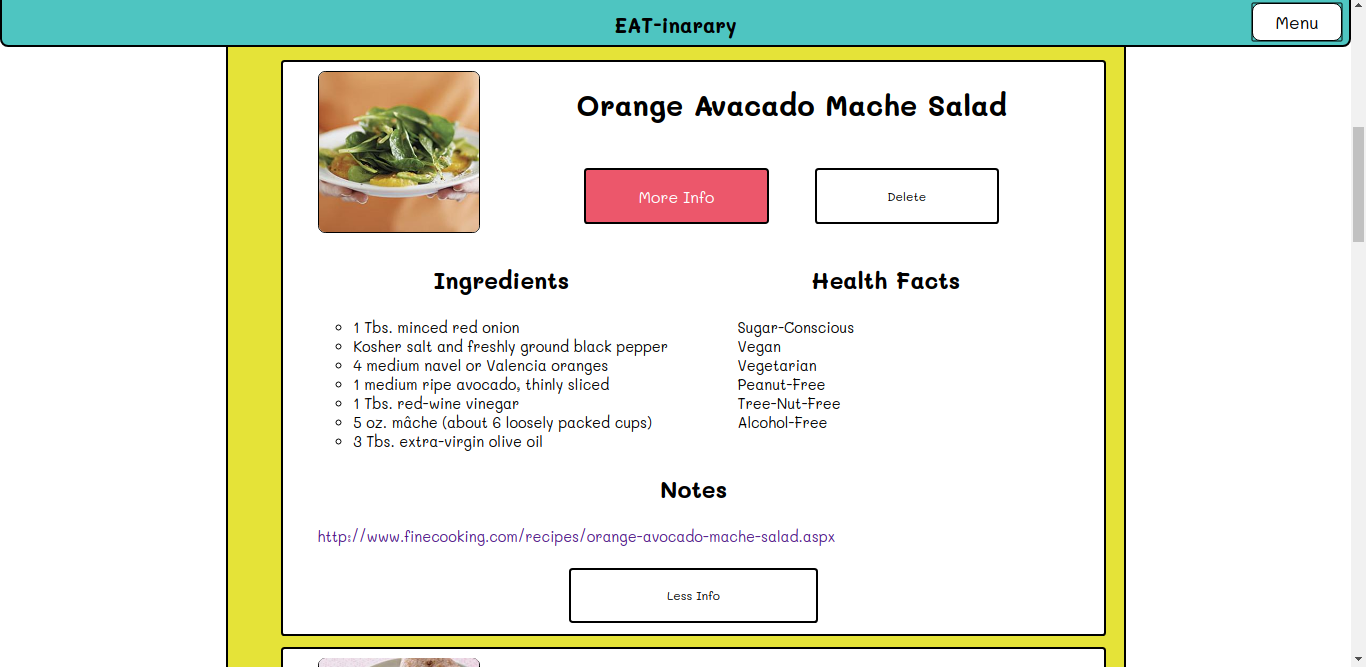 EAT-inarary
Menu
Orange Avacado Mache Salad
More Info
Delete
Ingredients
1 Tbs. minced red onion
Kosher salt and freshly ground black pepper
4 medium navel or Valencia oranges
1 medium ripe avocado, thinly sliced
1 Tbs. red-wine vinegar
5 oz. mâche (about 6 loosely packed cups)
3 Tbs. extra-virgin olive oil
Health Facts
Sugar-Conscious
Vegan
Vegetarian
Peanut-Free
Tree-Nut-Free
Alcohol-Free
Notes
http://www.finecooking.com/recipes/orange-avocado-mache-salad.aspx
Less Info